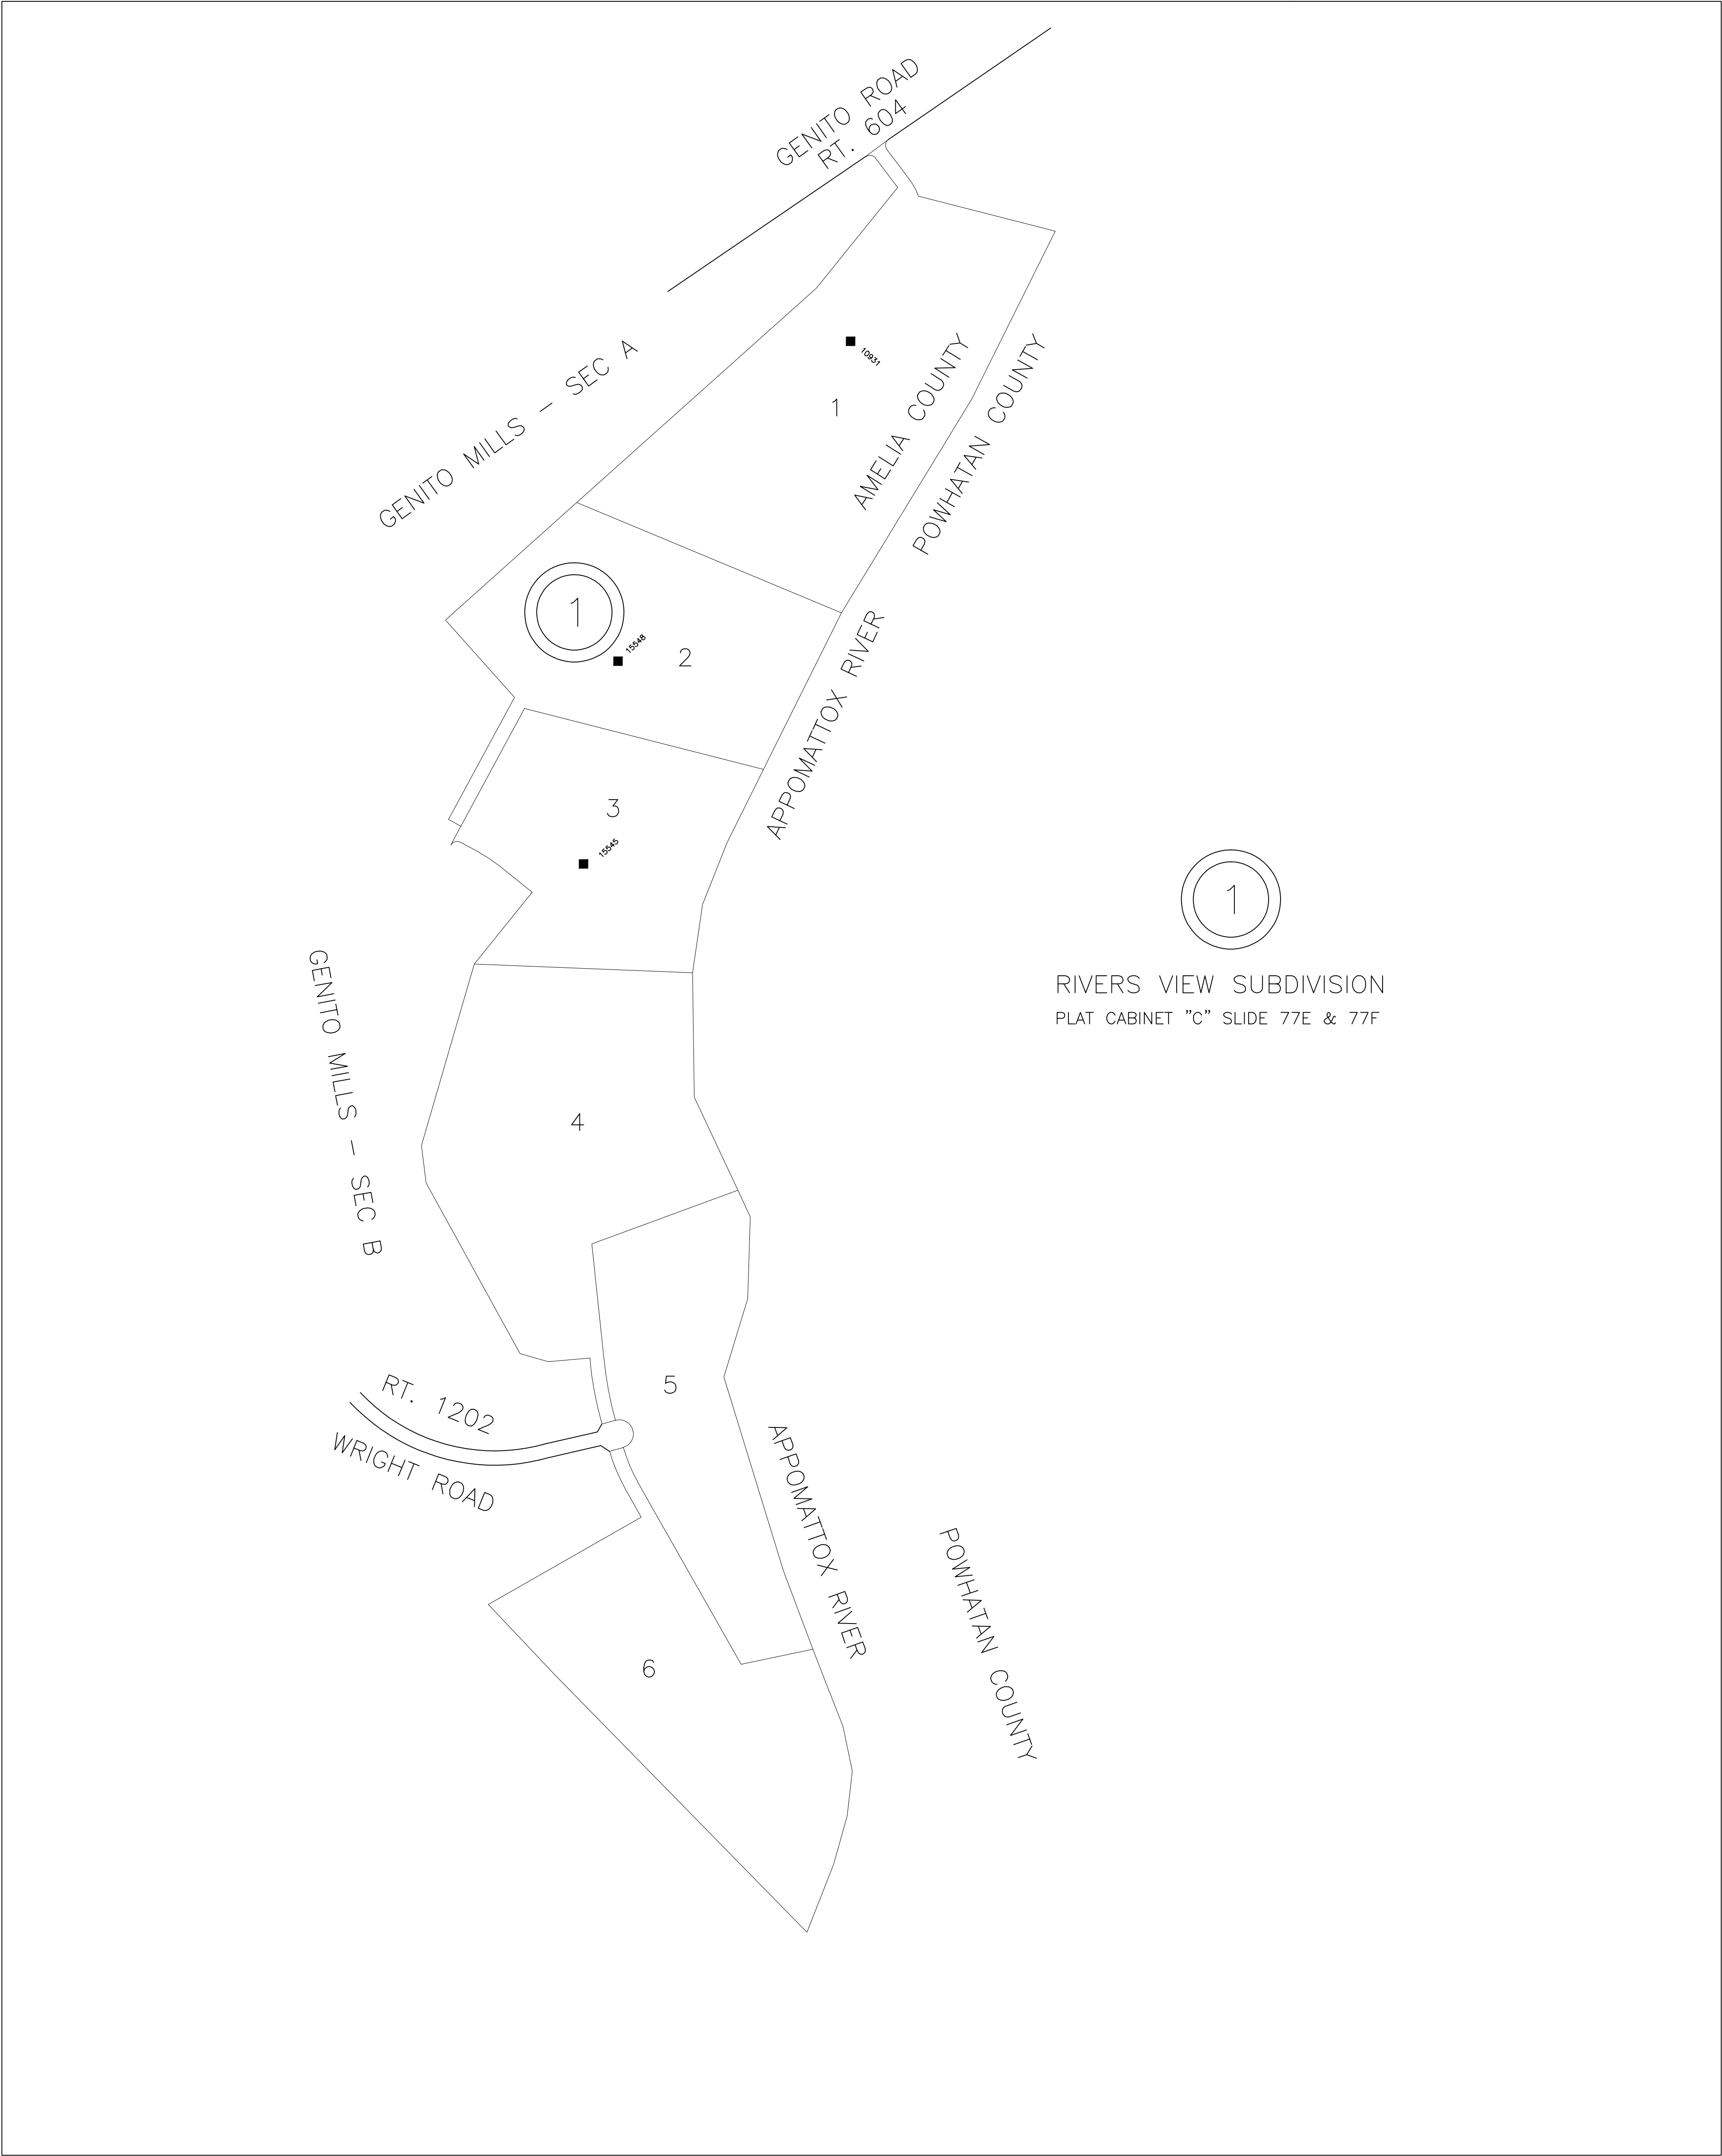 GENITO ROAD
RT. 604
GENITO MILLS - SEC A
10931
1
AMELIA COUNTY
POWHATAN COUNTY
1
15548
2
APPOMATTOX RIVER
3
15545
1
RIVERS VIEW SUBDIVISION
PLAT CABINET "C" SLIDE 77E & 77F
GENITO MILLS - SEC B
4
5
RT. 1202
WRIGHT ROAD
APPOMATTOX RIVER
POWHATAN COUNTY
6